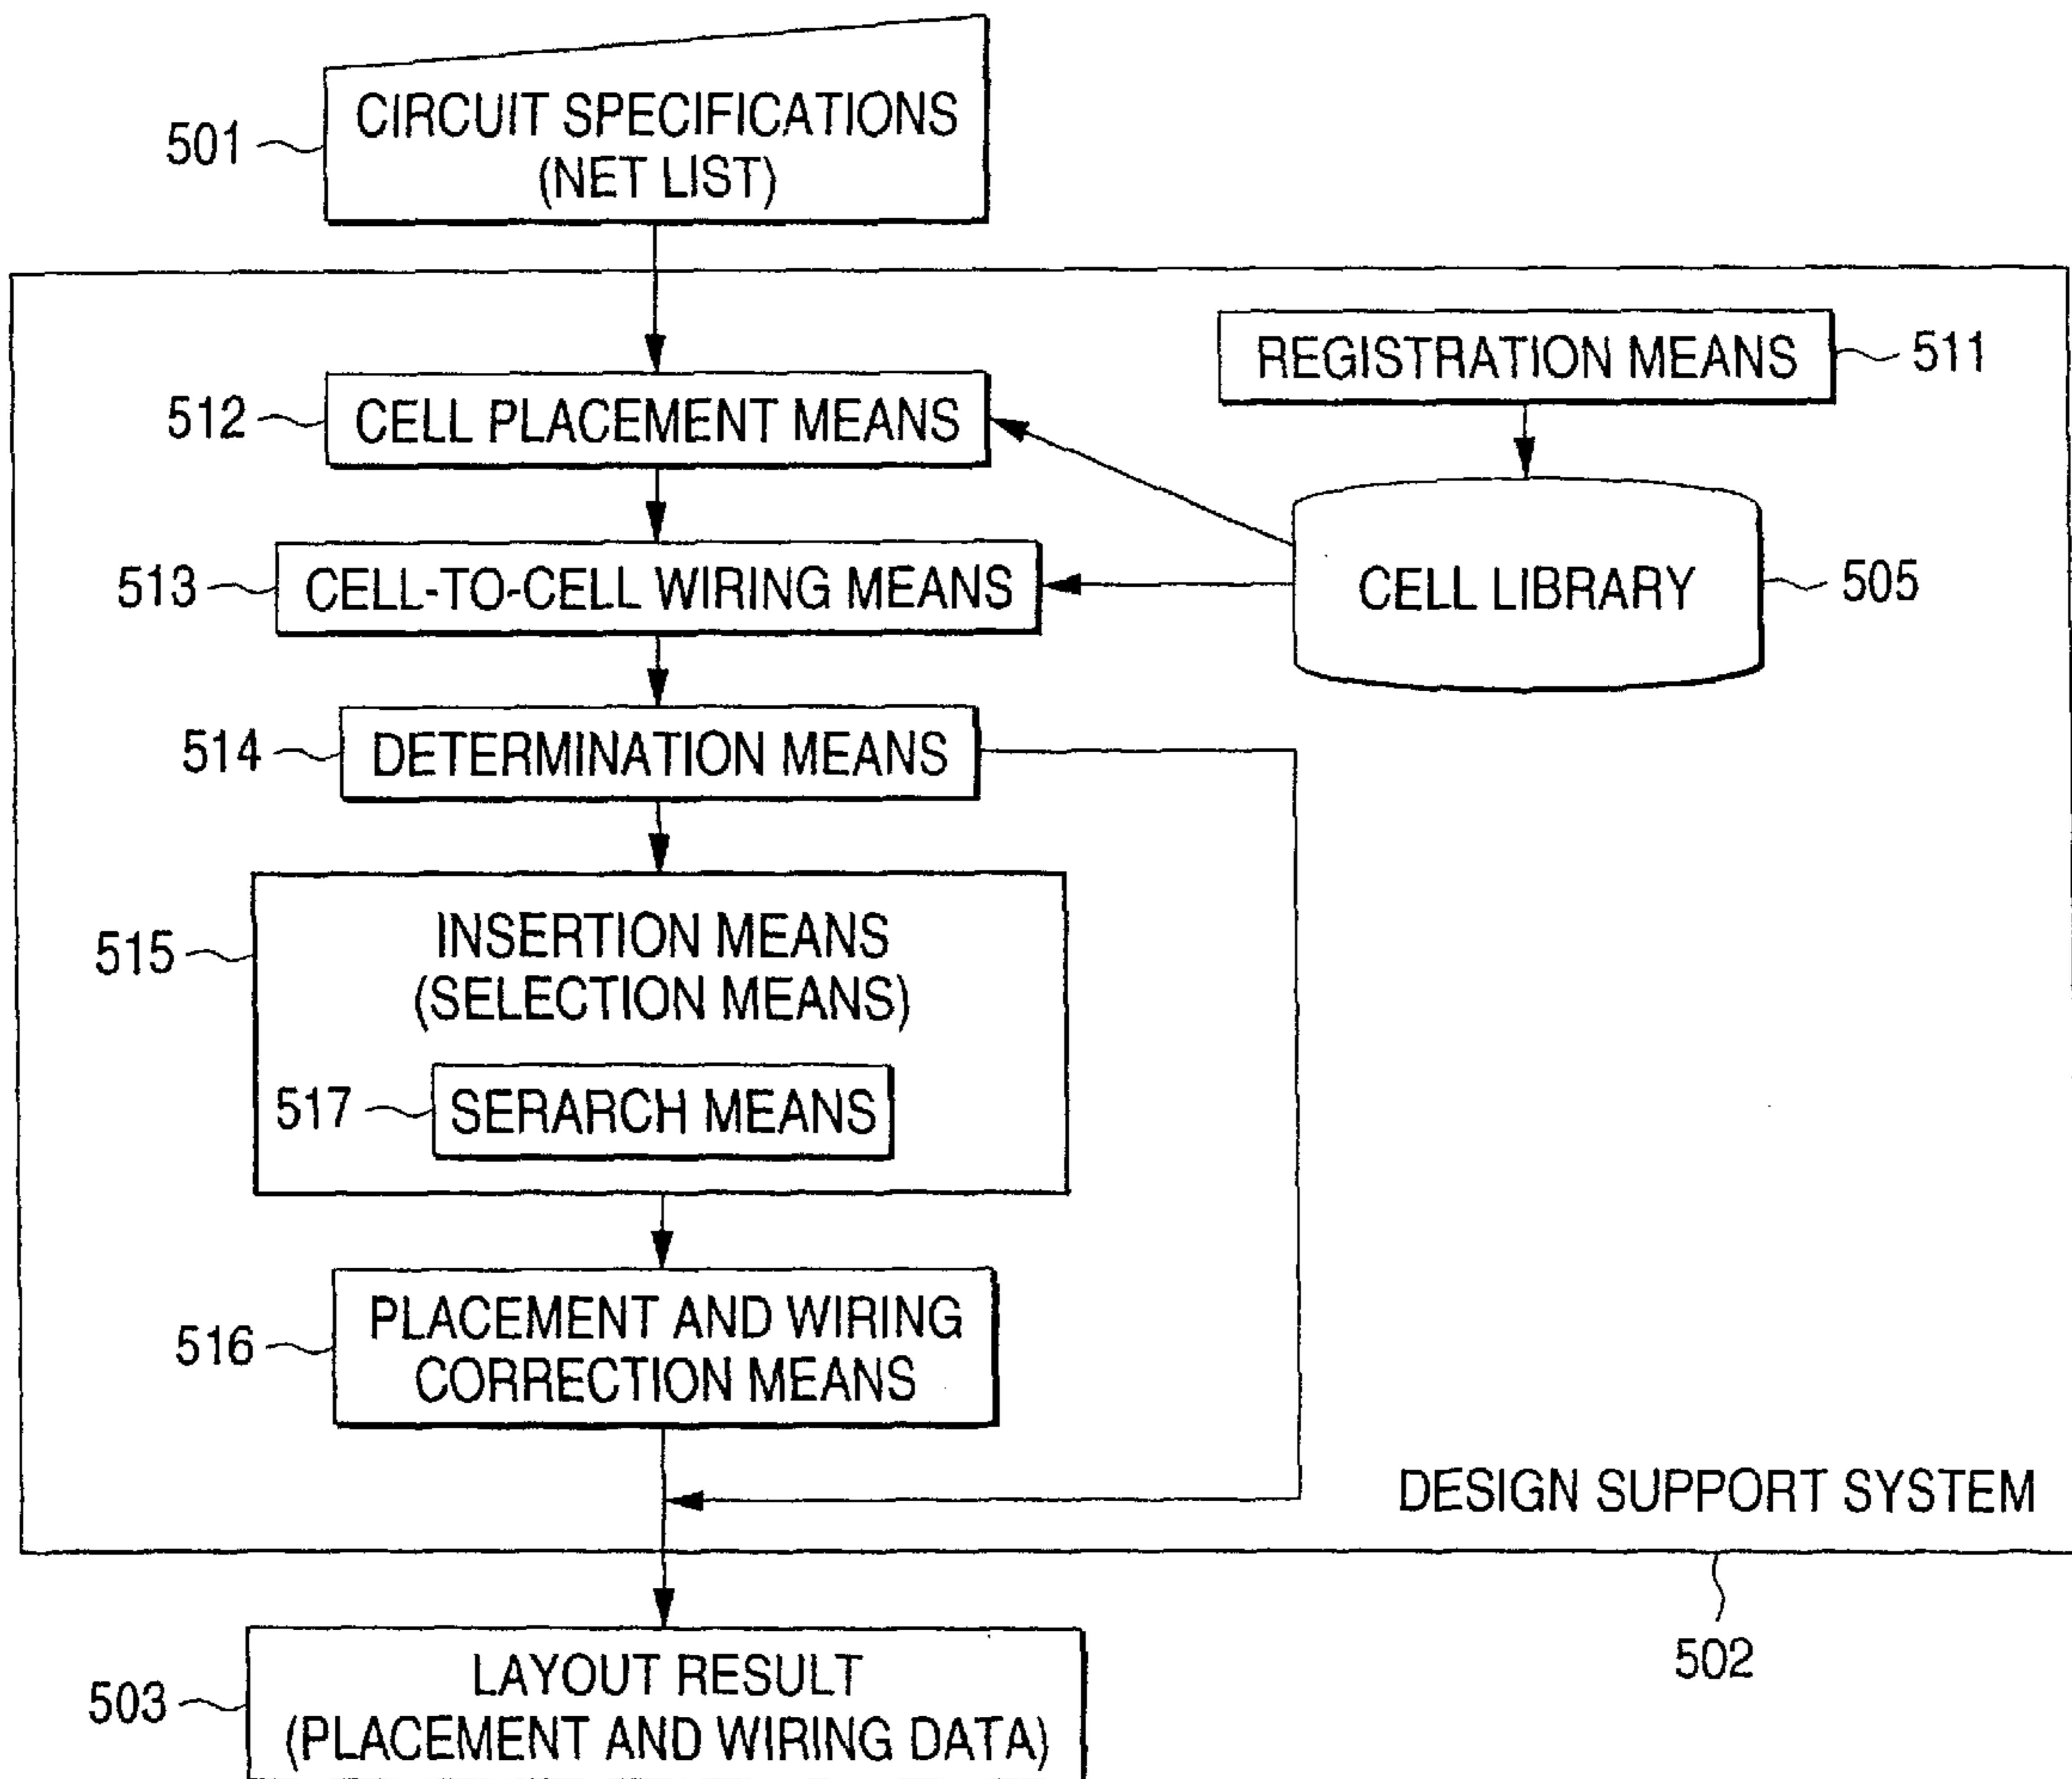 CIRCUIT SPECIFICATIONS
(NET LIST)
501
REGISTRATION MEANS
511
512
CELL PLACEMENT MEANS
513
CELL-TO-CELL WIRING MEANS
CELL LIBRARY
505
514
DETERMINATION MEANS
515
INSERTION MEANS
(SELECTION MEANS)
517
SERARCH MEANS
516
PLACEMENT AND WIRING
CORRECTION MEANS
DESIGN SUPPORT SYSTEM
502
503
LAYOUT RESULT
(PLACEMENT AND WIRING DATA)